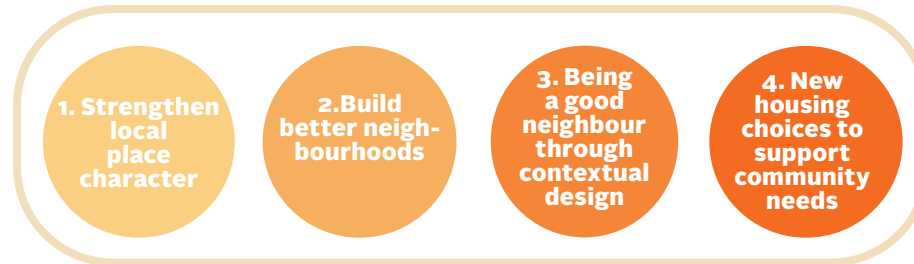 1. Strengthen
local
place
character
2.Build
better neigh-
bourhoods
3. Being
a good
neighbour
through
contextual
design
4. New
housing
choices to
support
community
needs